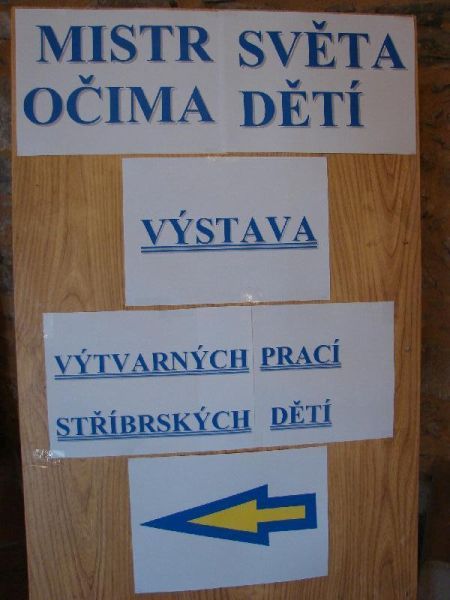 MISTR SVĚTA
OČIMA DĚTÍ
VÝSTAVA
VÝTVARNÝCH PRACÍ
STŘÍBRSKÝCH DĚTÍ